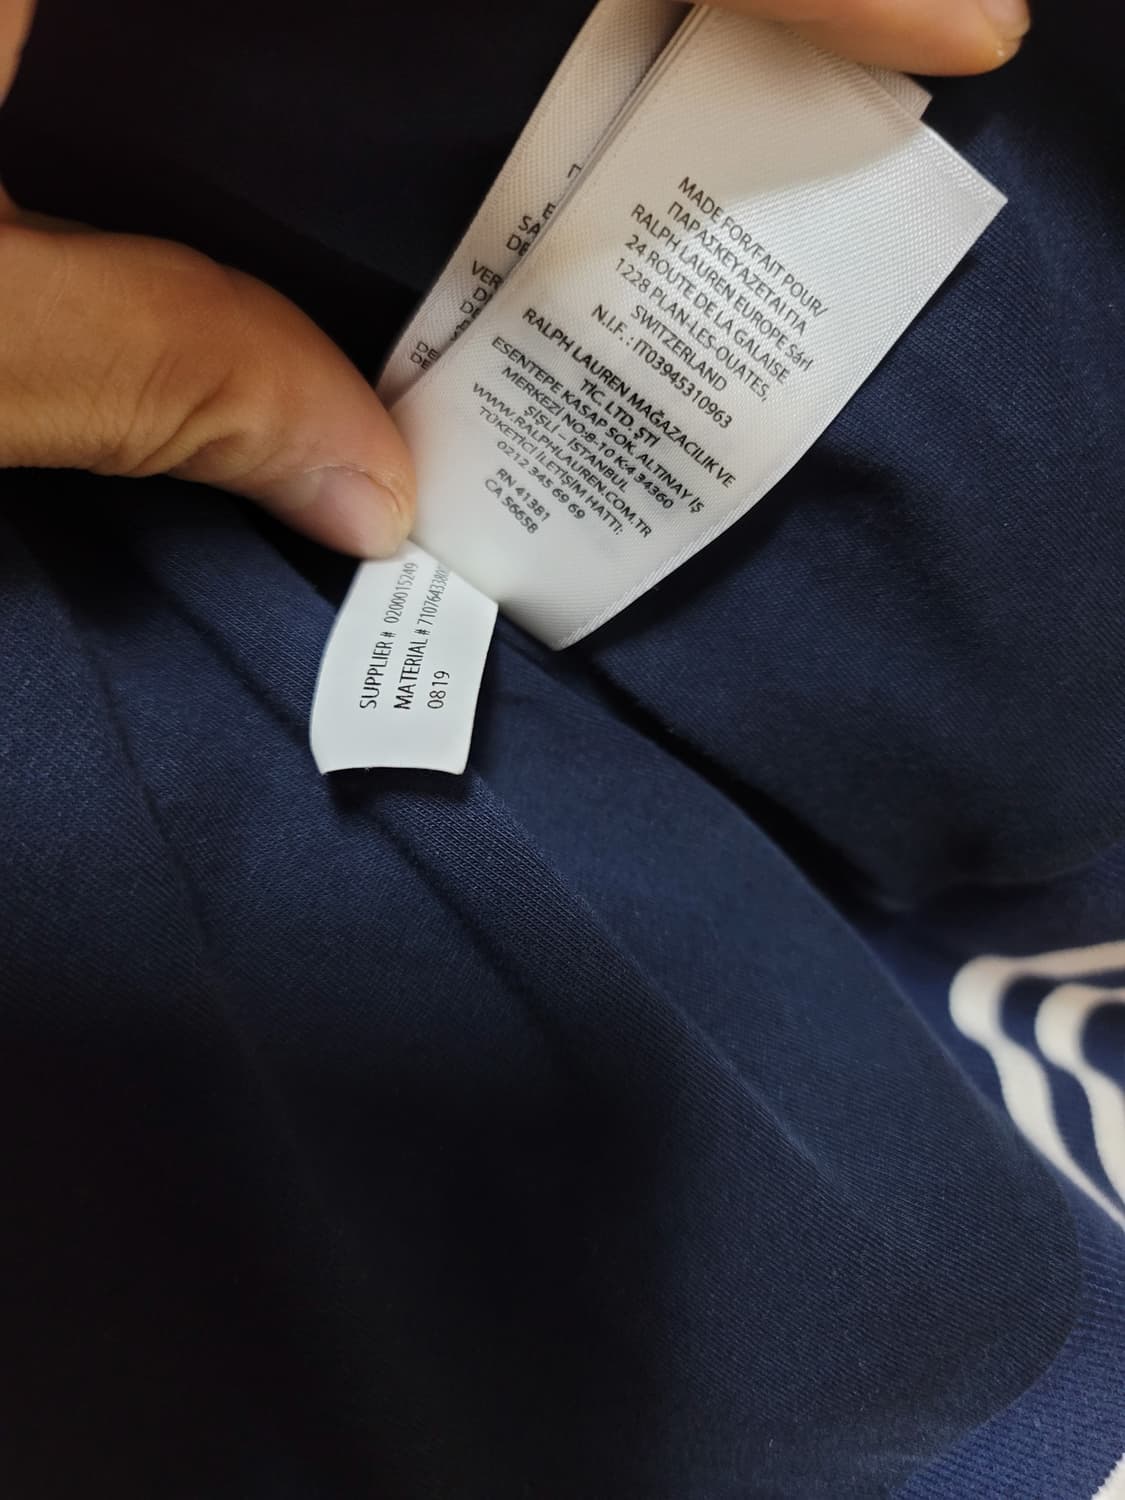 MADE FOR/FAIT POUR/
ΠΑΡΑΣΚΕΥΑΖΕΤΑΙ ΓΙΑ
RALPH LAUREN EUROPE Sàrl
24 ROUTE DE LA GALAISE
1228 PLAN-LES-OUATES,
SWITZERLAND
N.I.F. : IT03945310963
RALPH LAUREN MAĞAZACILIK VE
TİC. LTD. ŞTİ
ESENTEPE KASAP SOK. ALTINAY İŞ
MERKEZİ NO:8-10 K:4 34360
ŞİŞLİ – İSTANBUL
WWW.RALPHLAUREN.COM.TR
TÜKETİCİ İLETİŞİM HATTI:
0212 345 69 69
RN 41381
CA 56658
SUPPLIER # 0200015249
MATERIAL #
0819